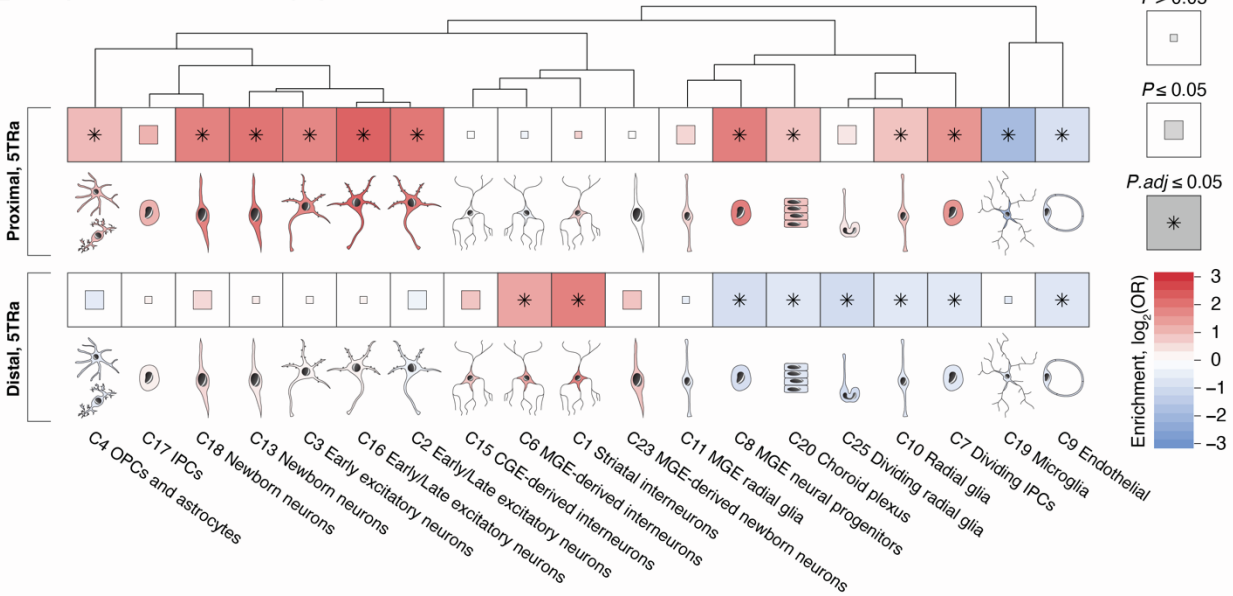 P ≤ 0.05
P.adj ≤ 0.05
*
Proximal, 5TRa
* * * * * * * * * * * *
Distal, 5TRa
* * * * * * * *
Enrichment, log2(OR)
3
2
1
0
−1
−2
−3
C4 OPCs and astrocytes
C17 IPCs
C18 Newborn neurons
C13 Newborn neurons
C3 Early excitatory neurons
C16 Early/Late excitatory neurons
C2 Early/Late excitatory neurons
C15 CGE-derived interneurons
C6 MGE-derived interneurons
C1 Striatal interneurons
C23 MGE-derived newborn neurons
C11 MGE radial glia
C8 MGE neural progenitors
C20 Choroid plexus
C25 Dividing radial glia
C10 Radial glia
C7 Dividing IPCs
C19 Microglia
C9 Endothelial